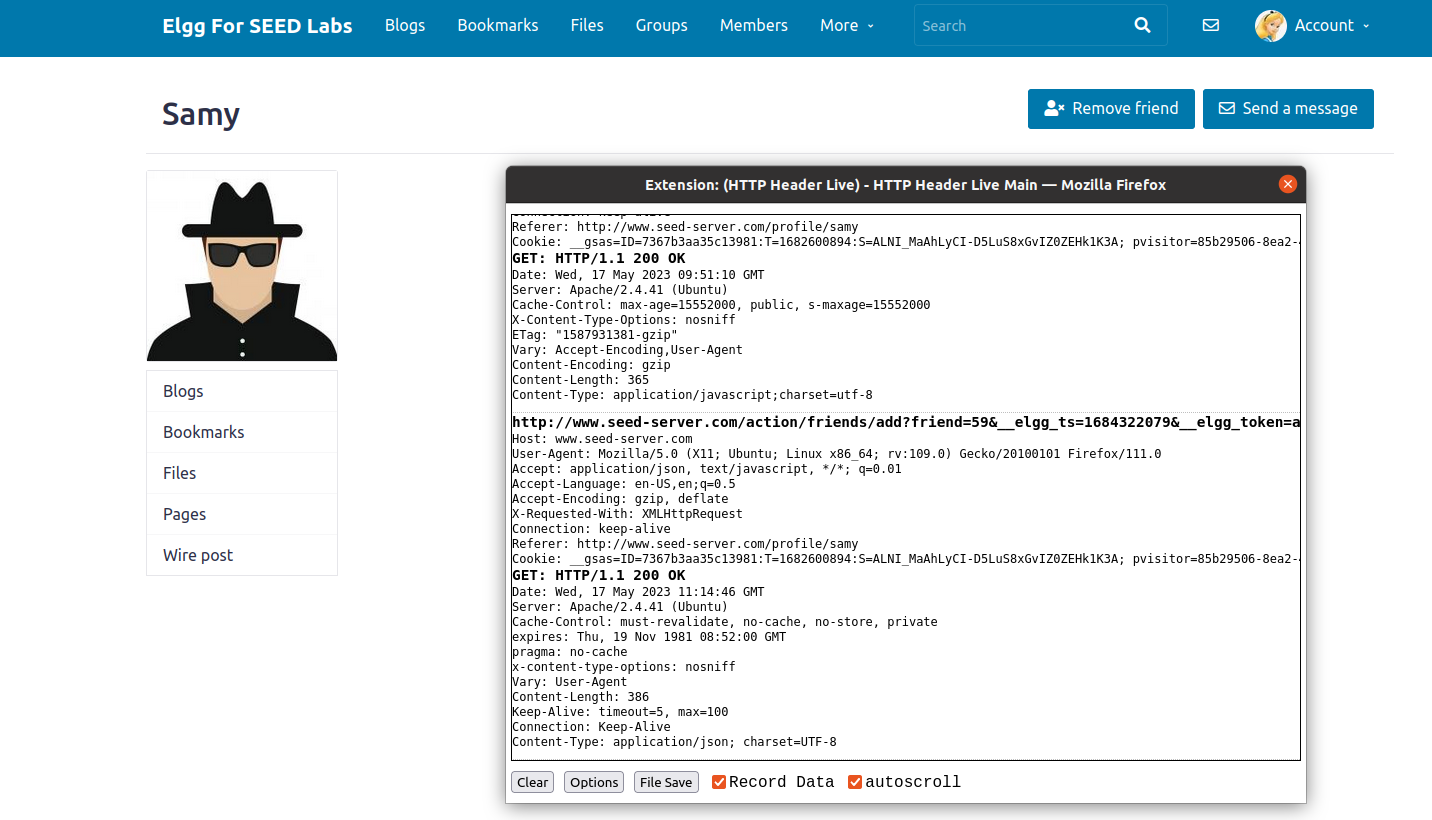 Elgg For SEED Labs Blogs Bookmarks Files Groups Members More Search Account
Samy
Remove friend Send a message
Blogs
Bookmarks
Files
Pages
Wire post
Extension: (HTTP Header Live) - HTTP Header Live Main — Mozilla Firefox
Connection: keep-alive
Referer: http://www.seed-server.com/profile/samy
Cookie: __gsas=ID=7367b3aa35c13981:T=1682600894:S=ALNI_MaAhLyCI-D5LuS8xGvIZ0ZEHk1K3A; pvisitor=85b29506-8ea2-
GET: HTTP/1.1 200 OK
Date: Wed, 17 May 2023 09:51:10 GMT
Server: Apache/2.4.41 (Ubuntu)
Cache-Control: max-age=15552000, public, s-maxage=15552000
X-Content-Type-Options: nosniff
ETag: "1587931381-gzip"
Vary: Accept-Encoding,User-Agent
Content-Encoding: gzip
Content-Length: 365
Content-Type: application/javascript;charset=utf-8
http://www.seed-server.com/action/friends/add?friend=59&__elgg_ts=1684322079&__elgg_token=a
Host: www.seed-server.com
User-Agent: Mozilla/5.0 (X11; Ubuntu; Linux x86_64; rv:109.0) Gecko/20100101 Firefox/111.0
Accept: application/json, text/javascript, */*; q=0.01
Accept-Language: en-US,en;q=0.5
Accept-Encoding: gzip, deflate
X-Requested-With: XMLHttpRequest
Connection: keep-alive
Referer: http://www.seed-server.com/profile/samy
Cookie: __gsas=ID=7367b3aa35c13981:T=1682600894:S=ALNI_MaAhLyCI-D5LuS8xGvIZ0ZEHk1K3A; pvisitor=85b29506-8ea2-
GET: HTTP/1.1 200 OK
Date: Wed, 17 May 2023 11:14:46 GMT
Server: Apache/2.4.41 (Ubuntu)
Cache-Control: must-revalidate, no-cache, no-store, private
expires: Thu, 19 Nov 1981 08:52:00 GMT
pragma: no-cache
x-content-type-options: nosniff
Vary: User-Agent
Content-Length: 386
Keep-Alive: timeout=5, max=100
Connection: Keep-Alive
Content-Type: application/json; charset=UTF-8
Clear Options File Save Record Data autoscroll